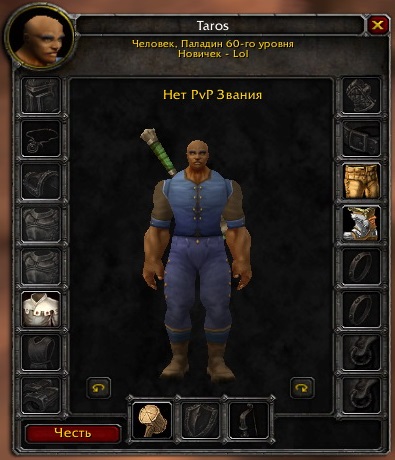 Taros
Человек, Паладин 60-го уровня
Новичек - Lol
Нет PvP Звания
Честь